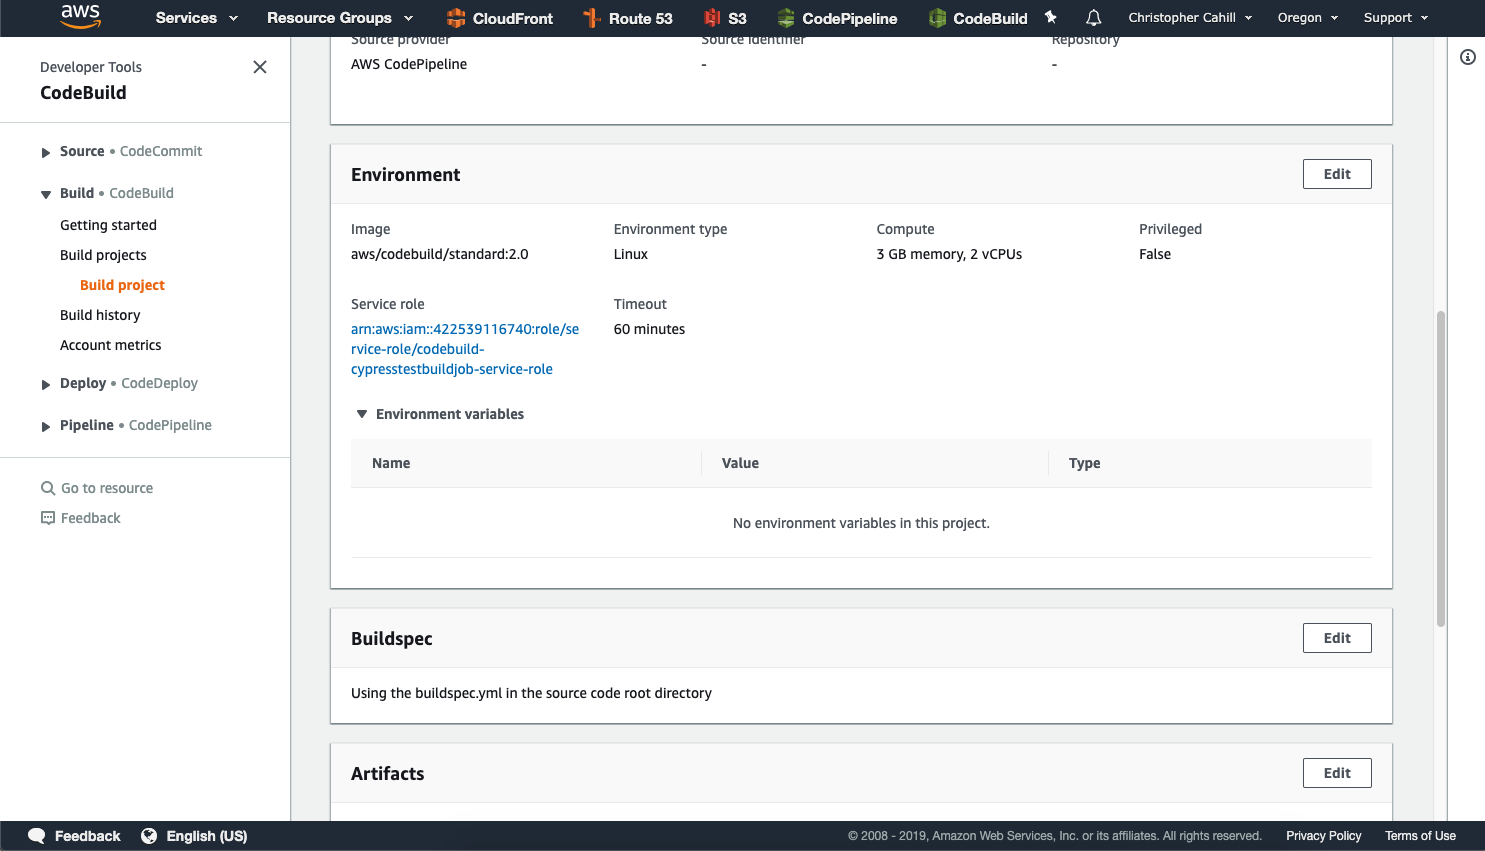 aws
Services
Resource Groups
CloudFront
Route 53
S3
CodePipeline
CodeBuild
Christopher Cahill
Oregon
Support
Developer Tools
CodeBuild
Source • CodeCommit
Build • CodeBuild
Getting started
Build projects
Build project
Build history
Account metrics
Deploy • CodeDeploy
Pipeline • CodePipeline
Go to resource
Feedback
Source provider
Source identifier
Repository
AWS CodePipeline
-
-
Environment
Edit
Image
Environment type
Compute
Privileged
aws/codebuild/standard:2.0
Linux
3 GB memory, 2 vCPUs
False
Service role
Timeout
arn:aws:iam::422539116740:role/se
rvice-role/codebuild-
cypresstestbuildjob-service-role
60 minutes
Environment variables
Name
Value
Type
No environment variables in this project.
Buildspec
Edit
Using the buildspec.yml in the source code root directory
Artifacts
Edit
Feedback
English (US)
© 2008 - 2019, Amazon Web Services, Inc. or its affiliates. All rights reserved.
Privacy Policy
Terms of Use